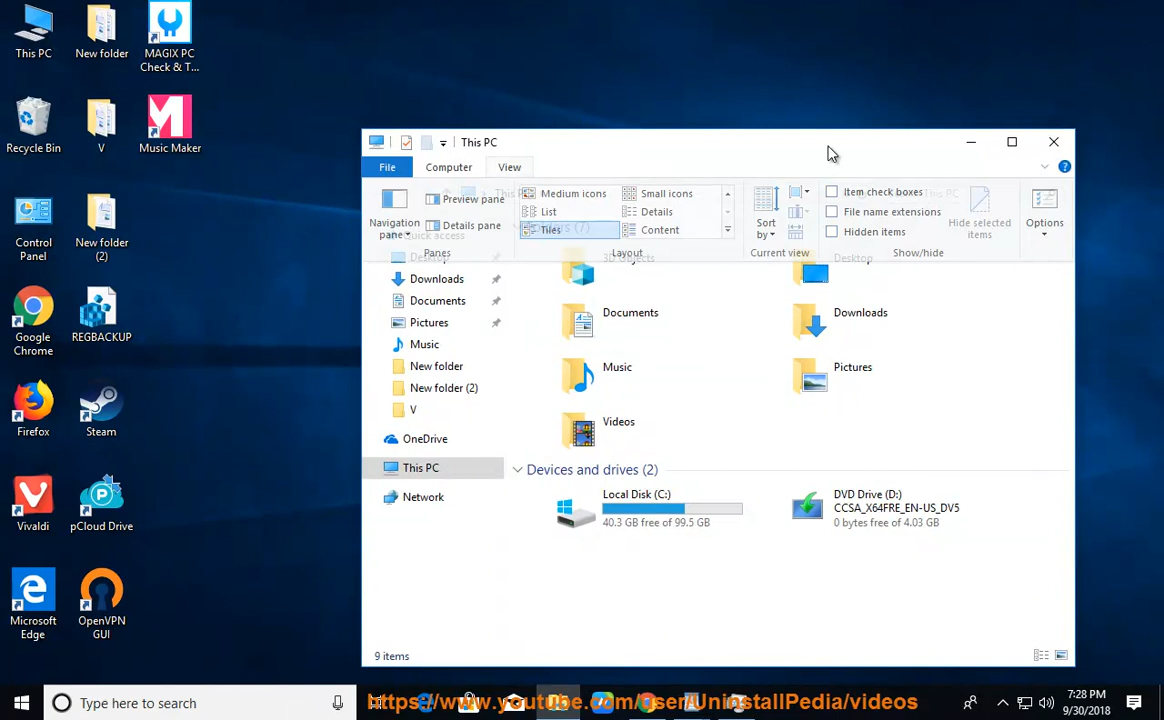 This PC
New folder
MAGIX PC
Check & T...
Recycle Bin
V
Music Maker
Control
Panel
New folder
(2)
Google
Chrome
REGBACKUP
Firefox
Steam
Vivaldi
pCloud Drive
Microsoft
Edge
OpenVPN
GUI
This PC
File
Computer
View
Navigation
pane
Preview pane
Details pane
Panes
Medium icons
Small icons
List
Details
Tiles
Content
Layout
Sort
by
Current view
Item check boxes
File name extensions
Hidden items
Hide selected
items
Show/hide
Options
Quick access
Desktop
Downloads
Documents
Pictures
Music
New folder
New folder (2)
V
OneDrive
This PC
Network
Documents
Downloads
Music
Pictures
Videos
Devices and drives (2)
Local Disk (C:)
40.3 GB free of 99.5 GB
DVD Drive (D:)
CCSA_X64FRE_EN-US_DV5
0 bytes free of 4.03 GB
9 items
Type here to search
Https://www.youtube.com/user/UninstallPedia/videos
7:28 PM
9/30/2018